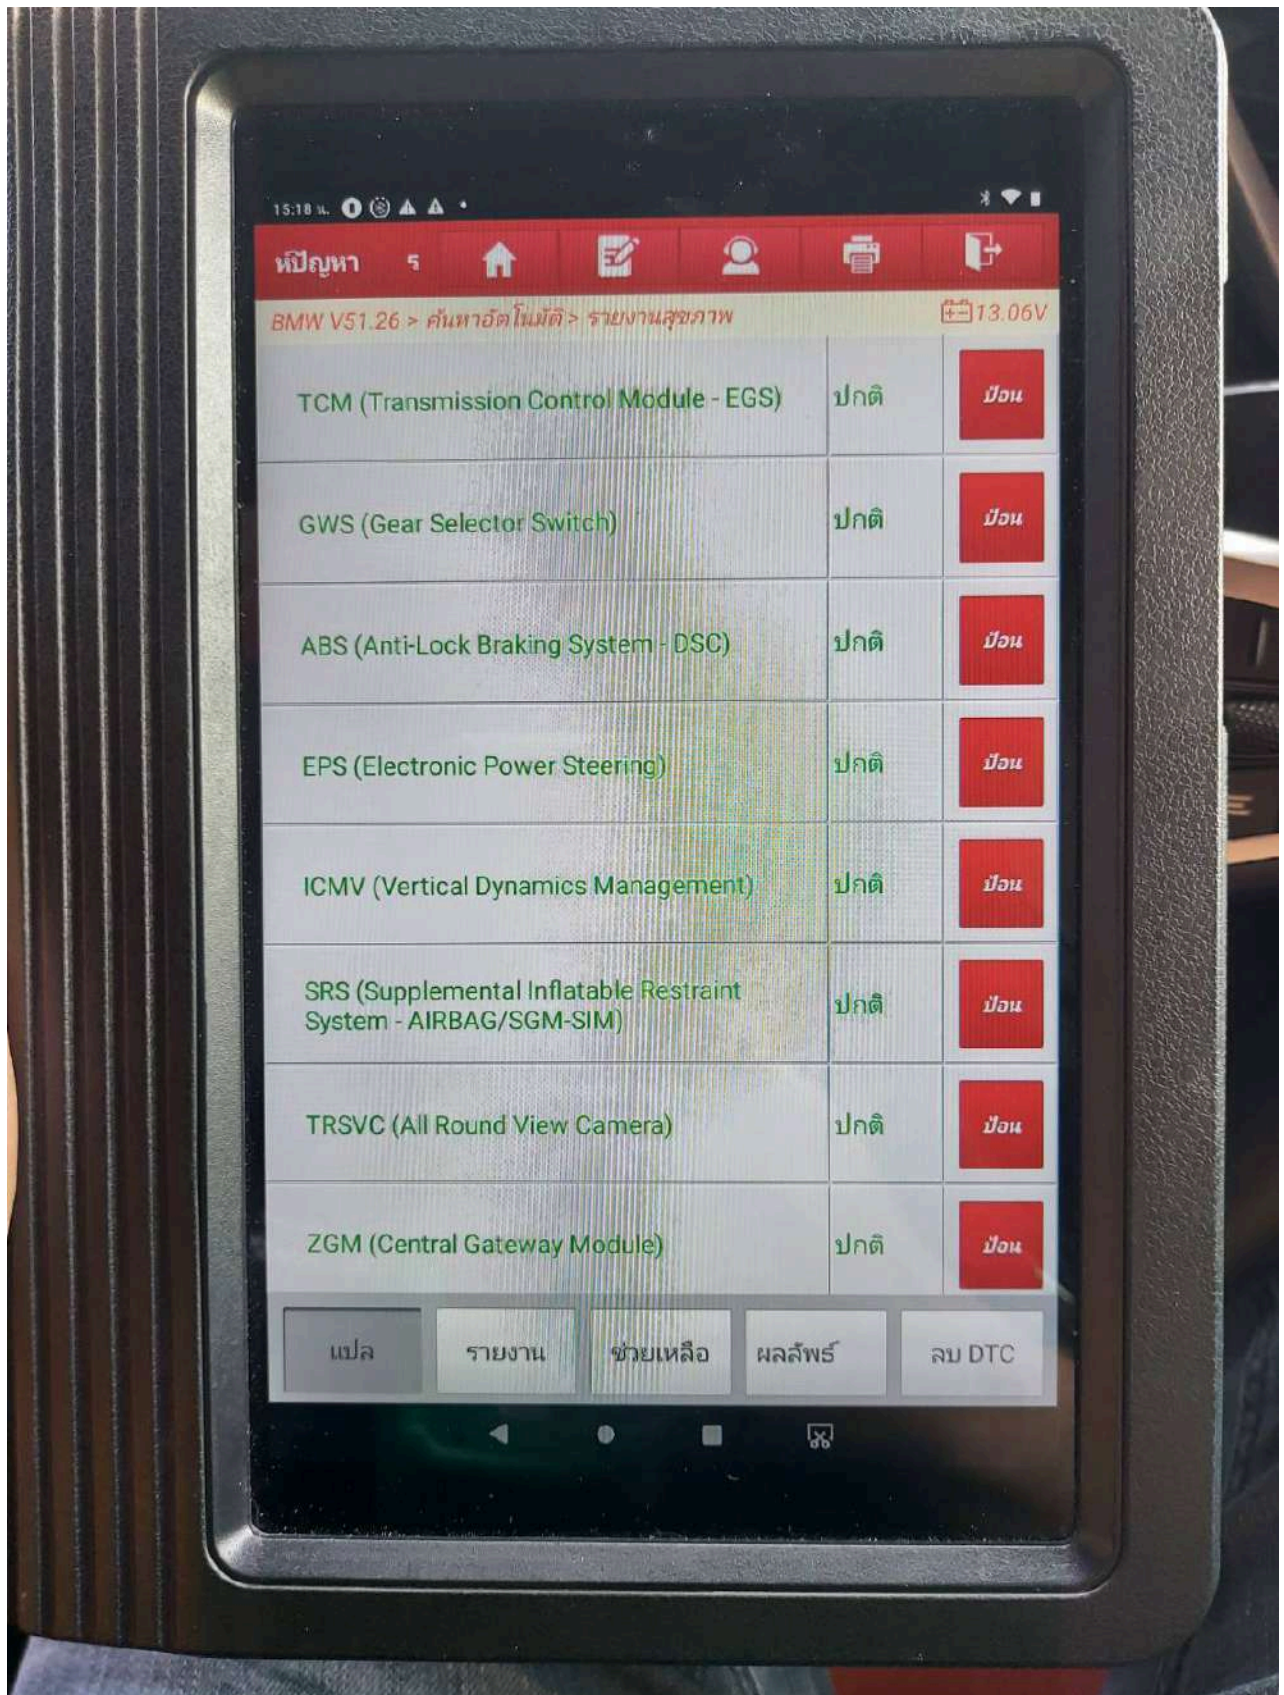 15:18 น.
หัปัญหา ร
BMW V51.26 > ค้นหาอัตโนมัติ > รายงานสุขภาพ 13.06V
TCM (Transmission Control Module - EGS) ปกติ ป้อน
GWS (Gear Selector Switch) ปกติ ป้อน
ABS (Anti-Lock Braking System - DSC) ปกติ ป้อน
EPS (Electronic Power Steering) ปกติ ป้อน
ICMV (Vertical Dynamics Management) ปกติ ป้อน
SRS (Supplemental Inflatable Restraint
System - AIRBAG/SGM-SIM) ปกติ ป้อน
TRSVC (All Round View Camera) ปกติ ป้อน
ZGM (Central Gateway Module) ปกติ ป้อน
แปล รายงาน ช่วยเหลือ ผลลัพธ์ ลบ DTC